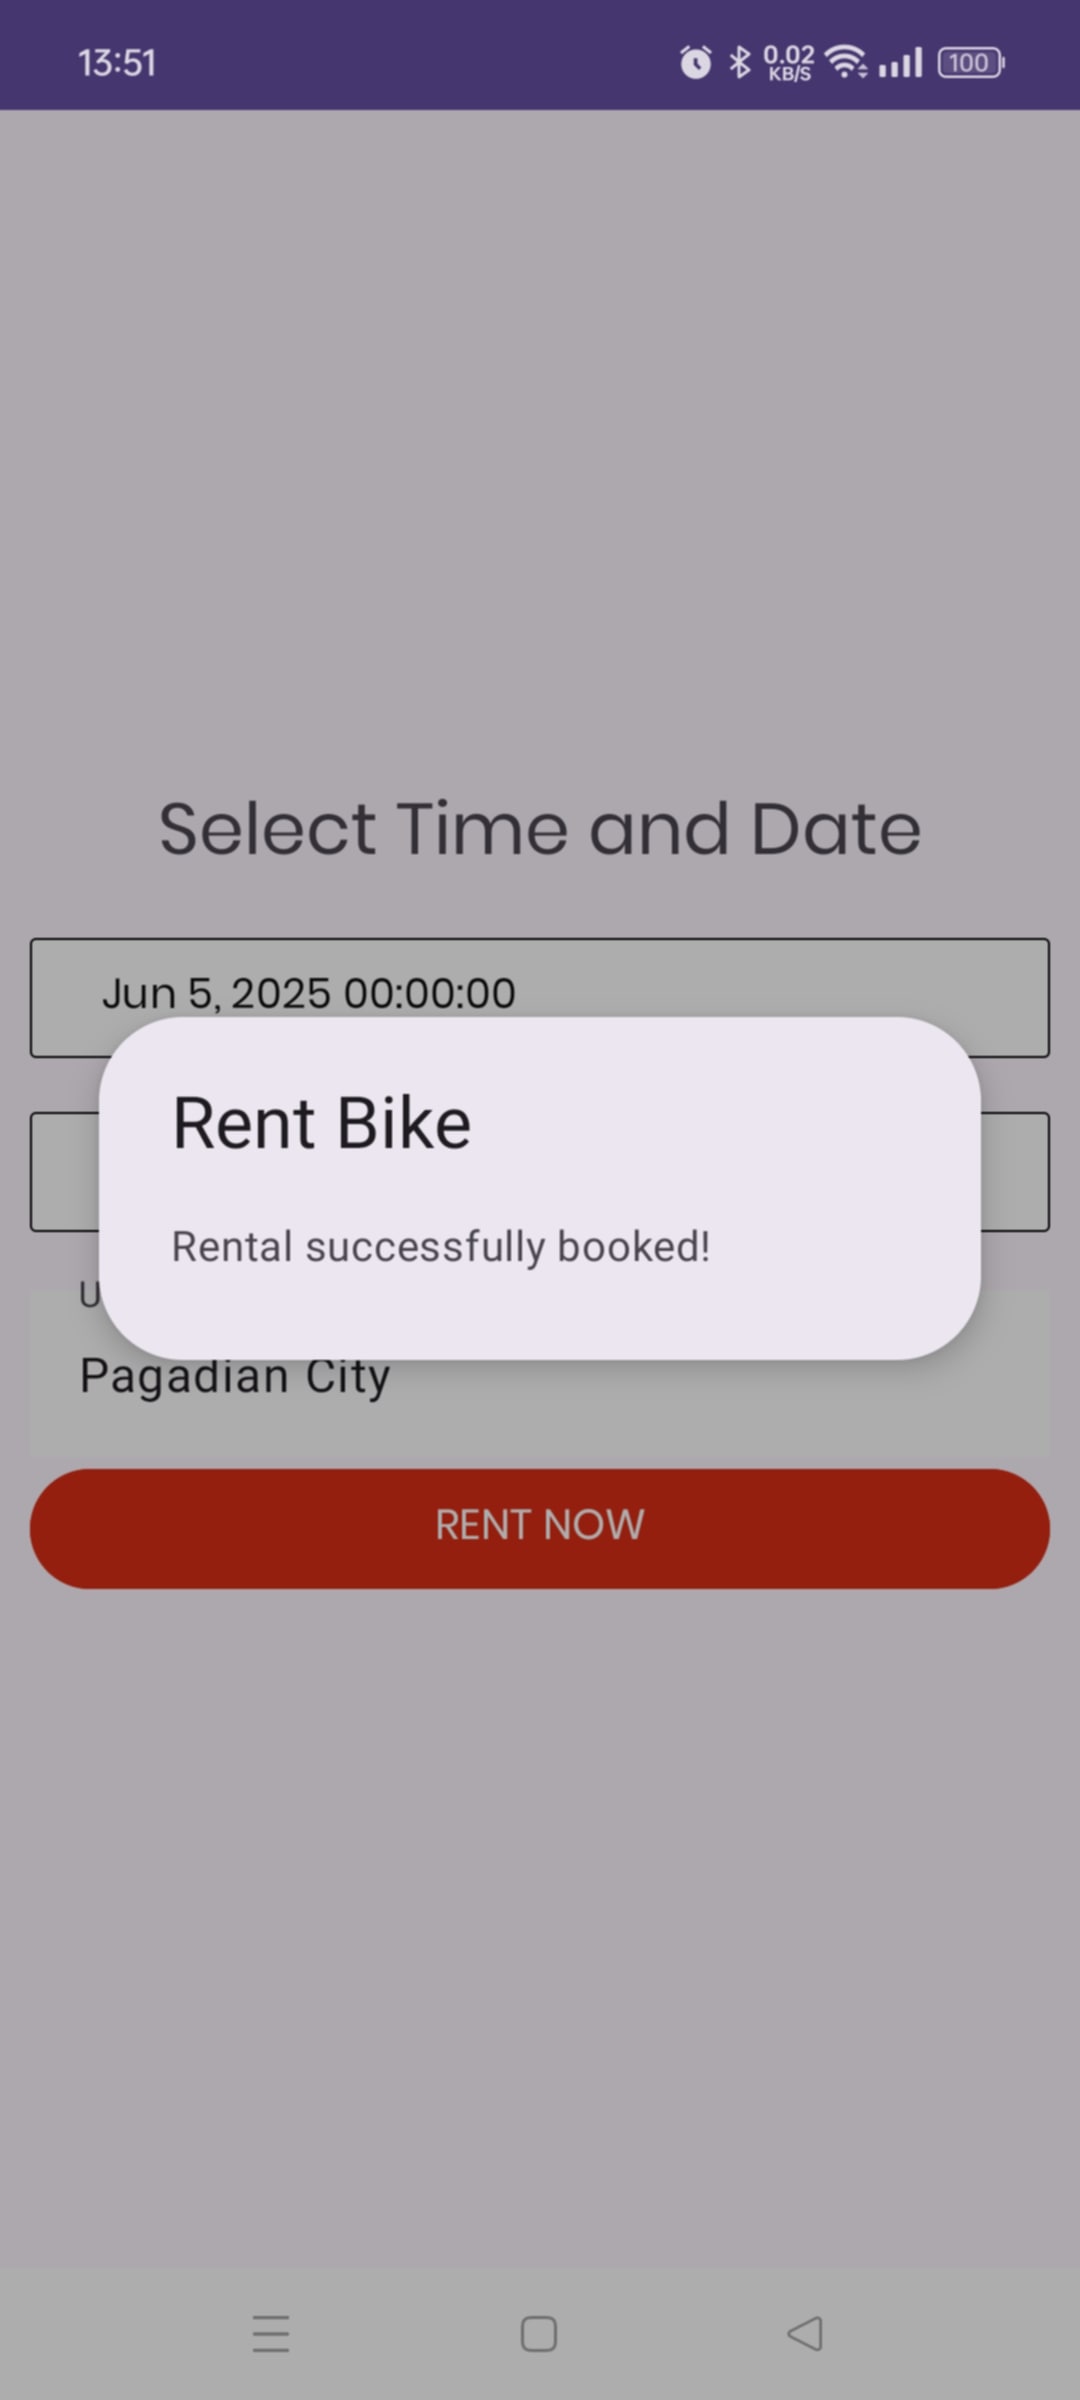 13:51
0.02
KB/S
100
Select Time and Date
Jun 5, 2025 00:00:00
Rent Bike
Rental successfully booked!
U
Pagadian City
RENT NOW